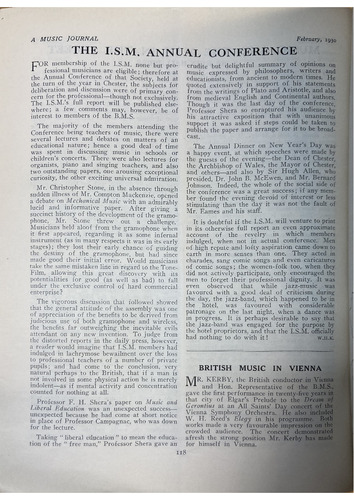 A MUSIC JOURNAL
February, 1930
THE I.S.M. ANNUAL CONFERENCE
FOR membership of the I.S.M. none but pro-
fessional musicians are eligible; therefore at
the Annual Conference of that Society, held at
the turn of the year in Chester, the subjects for
deliberation and discussion were of primary con-
cern for the professional—though not exclusively.
The I.S.M.'s full report will be published else-
where; a few comments may, however, be of
interest to members of the B.M.S.
The majority of the members attending the
Conference being teachers of music, there were
several lectures and debates on matters of an
educational nature; hence a good deal of time
was spent in discussing music in schools or
children's concerts. There were also lectures for
organists, piano and singing teachers, and also
two outstanding papers, one arousing exceptional
curiosity, the other exciting universal admiration.
Mr. Christopher Stone, in the absence through
sudden illness of Mr. Compton Mackenzie, opened
a debate on Mechanical Music with an admirably
lucid and informative paper. After giving a
succinct history of the development of the gramo-
phone, Mr. Stone threw out a challenge.
Musicians held aloof from the gramophone when
it first appeared, regarding it as some infernal
instrument (as in many respects it was in its early
stages); they lost their early chance of guiding
the destiny of the gramophone, but had since
made good their initial error. Would musicians
take the same mistaken line in regard to the Tone-
Film, allowing this great discovery with its
potentialities for good (as well as bad) to fall
under the exclusive control of hard commercial
enterprise?
The vigorous discussion that followed showed
that the general attitude of the assembly was one
of appreciation of the benefits to be derived from
judicious use of both gramophone and wireless,
the benefits far outweighing the inevitable evils
attendant on any new invention. To judge from
the distorted reports in the daily press, however,
a reader would imagine that I.S.M. members had
indulged in lachrymose bewailment over the loss
to professional teachers of a number of private
pupils; and had come to the conclusion, very
natural perhaps to the British, that if a man is
not involved in some physical action he is merely
indolent—as if mental activity and concentration
counted for nothing at all.
Professor F. H. Shera's paper on Music and
Liberal Education was an unexpected success—
unexpected because he had come at short notice
in place of Professor Campagnac, who was down
for the lecture.
Taking "liberal education" to mean the educa-
tion of the "free man," Professor Shera gave an
erudite but delightful summary of opinions on
music expressed by philosophers, writers and
educationists, from ancient to modern times. He
quoted extensively in support of his statements
from the writings of Plato and Aristotle, and also
from medieval English and Continental authors.
Though it was the last day of the conference,
Professor Shera so enraptured his audience by
his attractive exposition that with unanimous
support it was asked if steps could be taken to
publish the paper and arrange for it to be broad-
cast.
The Annual Dinner on New Year's Day was
a happy event, at which speeches were made by
the guests of the evening—the Dean of Chester,
the Archbishop of Wales, the Mayor of Chester,
and others—and also by Sir Hugh Allen, who
presided, Dr. John B. McEwen, and Mr. Bernard
Johnson. Indeed, the whole of the social side of
the conference was a great success; if any mem-
ber found the evening devoid of interest or less
stimulating than the day it was not the fault of
Mr. Eames and his staff.
It is doubtful if the I.S.M. will venture to print
in its otherwise full report an even approximate
account of the revelry in which members
indulged, when not in actual conference. Men
of high repute and lofty aspiration came down to
earth in more senses than one. They acted in
charades, sang comic songs and even caricatures
of comic songs; the women-folk too, when they
did not actively participate, only encouraged the
men to forget their professional dignity. It was
even observed that while jazz-music was
favoured with a good deal of criticism during
the day, the jazz-band, which happened to be in
the hotel, was favoured with considerable
patronage on the last night, when a dance was
in progress. It is perhaps desirable to say that
the jazz-band was engaged for the purpose by
the hotel proprietors, and that the I.S.M. officially
had nothing to do with it!
BRITISH MUSIC IN VIENNA
MR. KERBY, the British conductor in Vienna
and Hon. Representative of the B.M.S.
gave the first performance in twenty-five years in
that city of Elgar's Prelude to the Dream of
Gerontius at an All Saints' Day concert of the
Vienna Symphony Orchestra. He also included
W. H. Reed's Elegy in his programme. Both
works made a very favourable impression on the
crowded audience. The concert demonstrated
afresh the strong position Mr. Kerby has made
for himself in Vienna.
118